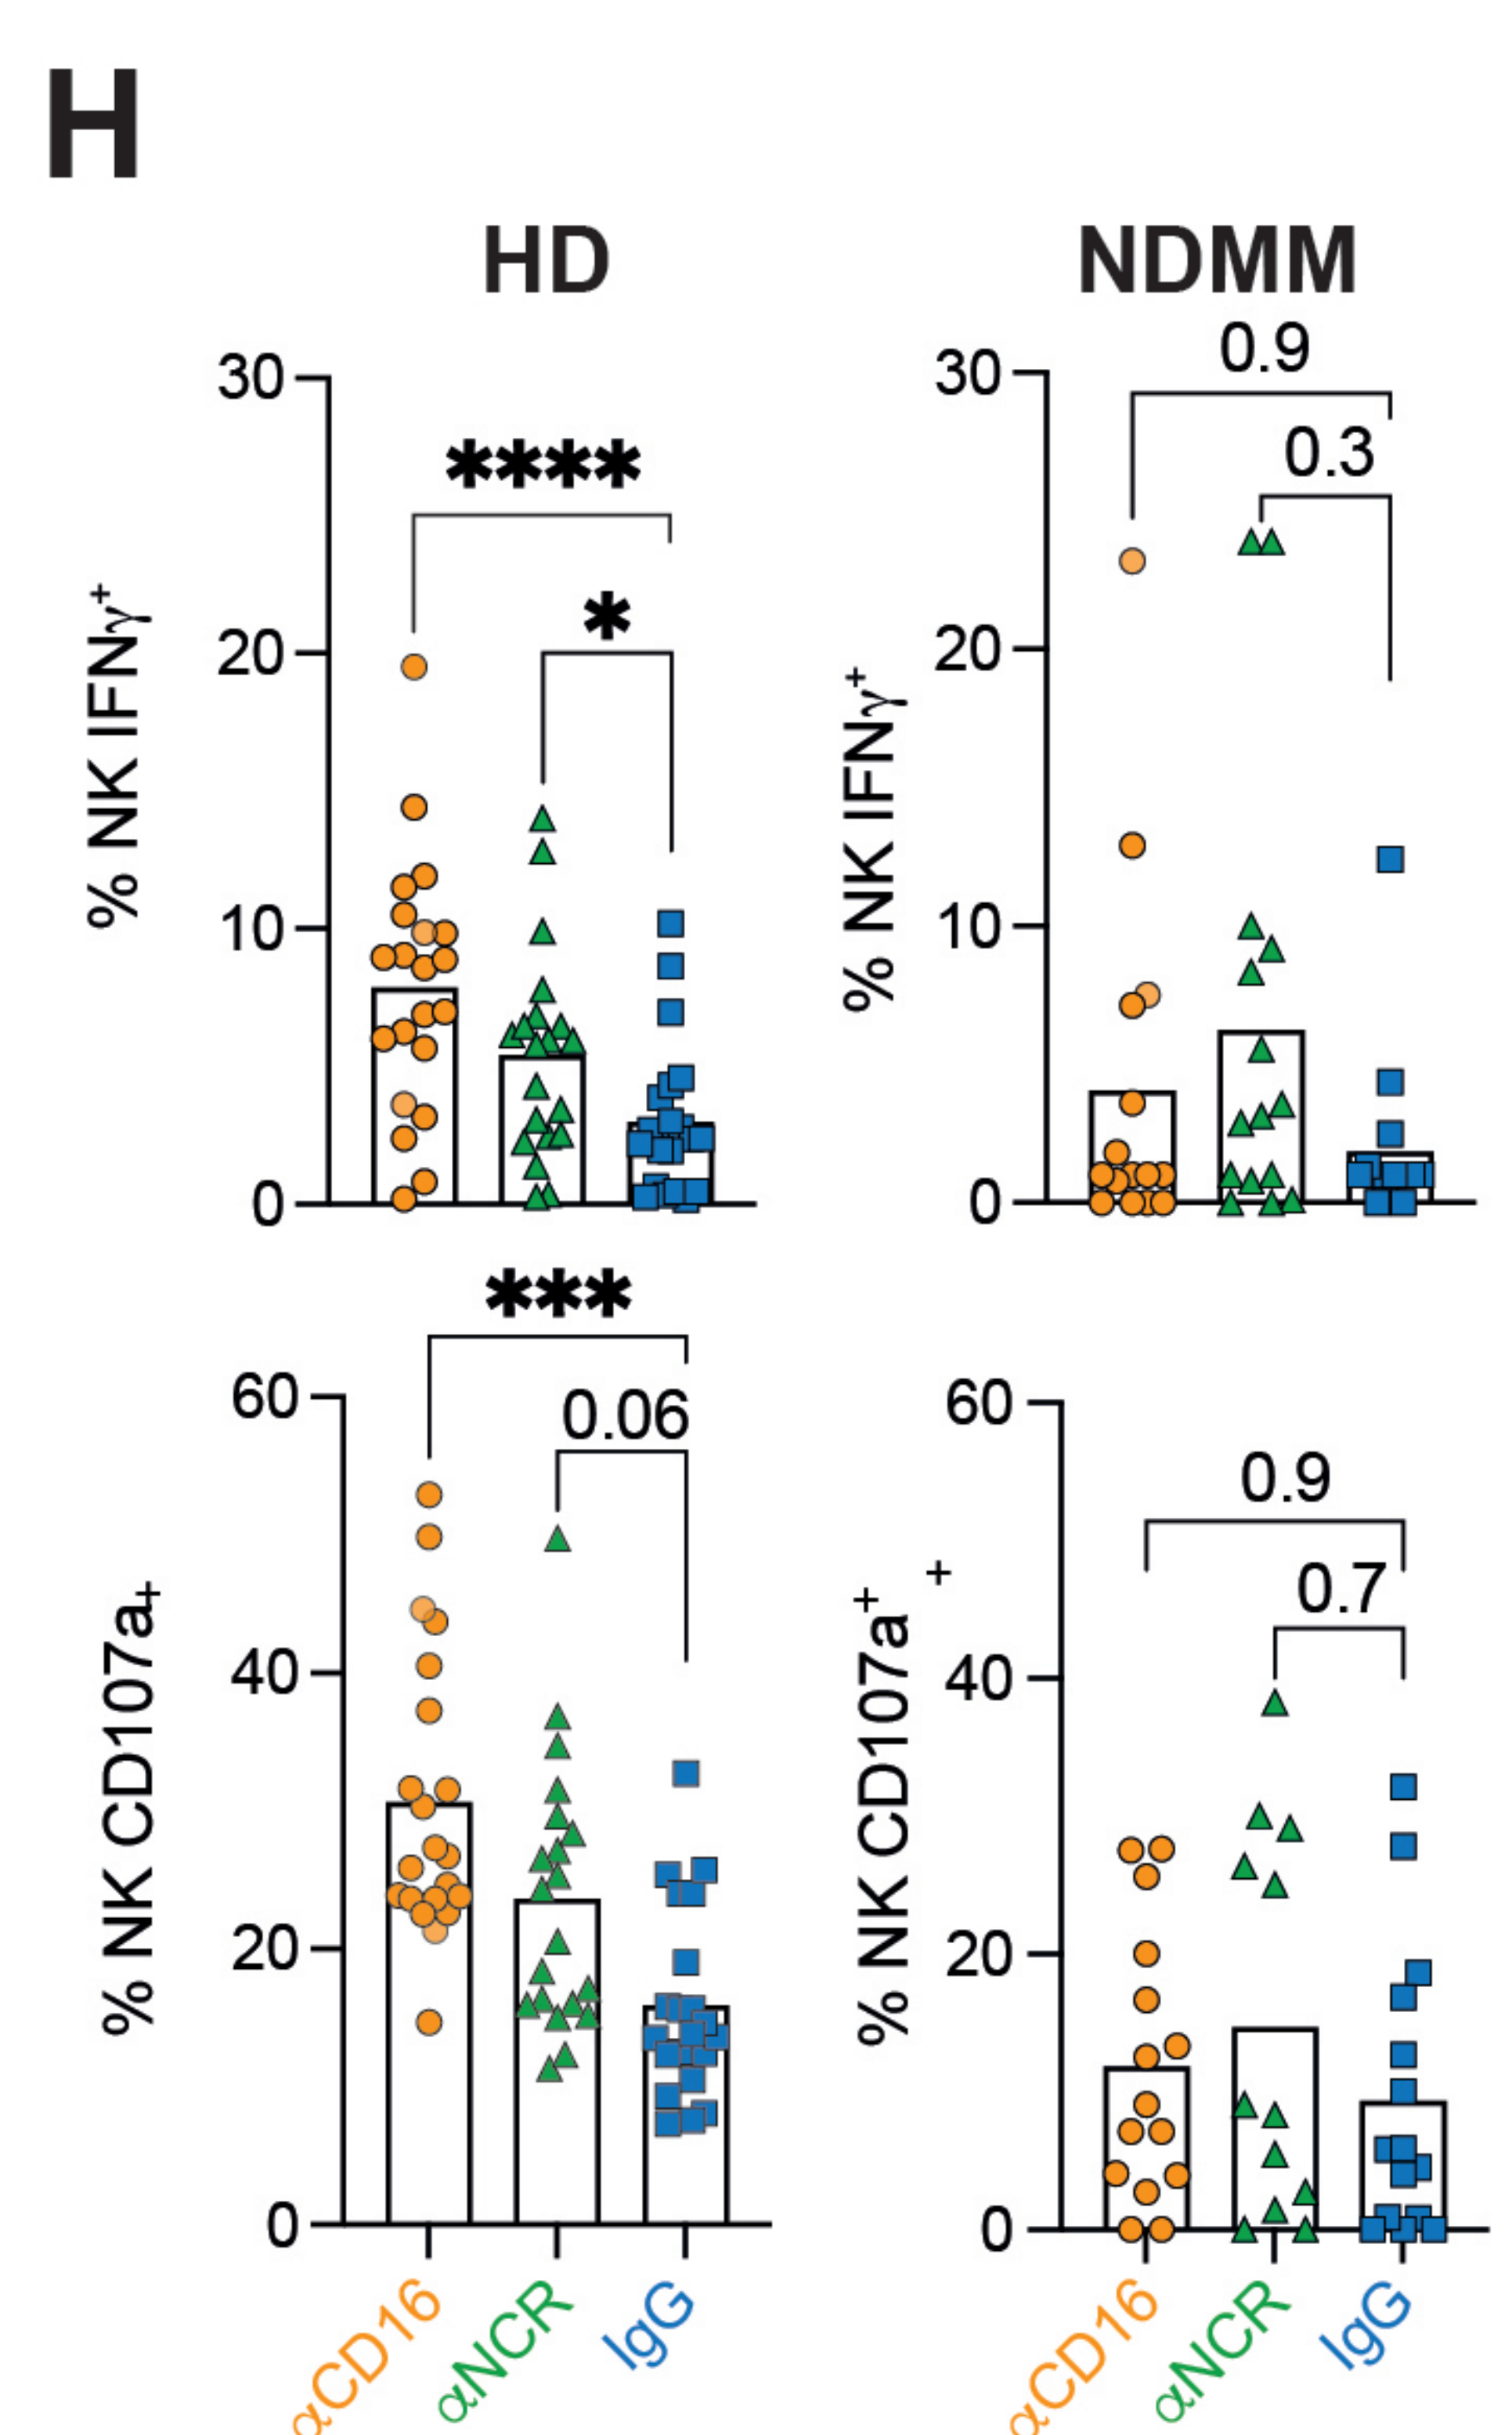 H
HD
NDMM
% NK IFNγ+
30
20
10
0
****
*
% NK IFNγ+
30
20
10
0
0.9
0.3
% NK CD107a+
60
40
20
0
***
0.06
% NK CD107a+
+
60
40
20
0
0.9
0.7
αCD16
αNCR
IgG
αCD16
αNCR
IgG